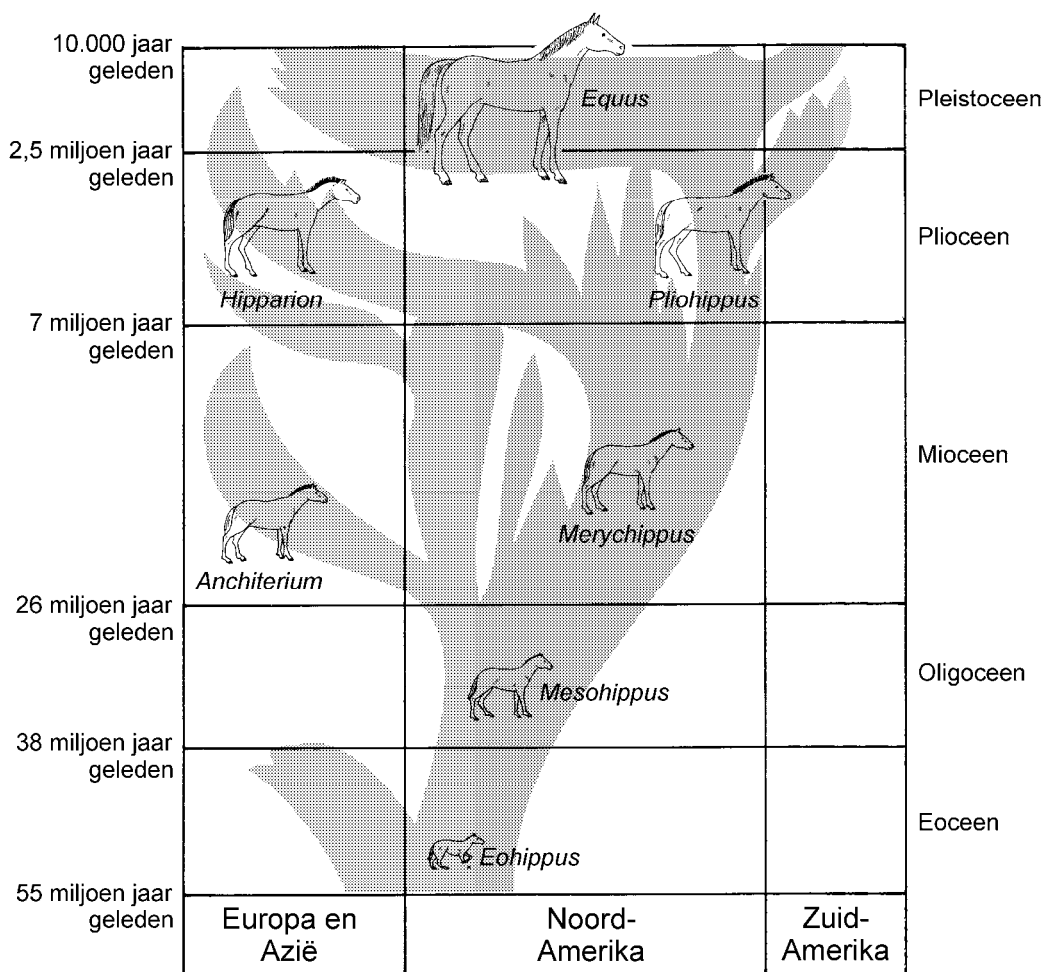 10.000 jaar
geleden
Equus
Pleistoceen
2,5 miljoen jaar
geleden
Plioceen
Hipparion
Pliohippus
7 miljoen jaar
geleden
Mioceen
Merychippus
Anchiterium
26 miljoen jaar
geleden
Oligoceen
Mesohippus
38 miljoen jaar
geleden
Eoceen
Eohippus
55 miljoen jaar
geleden
Europa en
Azië
Noord-
Amerika
Zuid-
Amerika